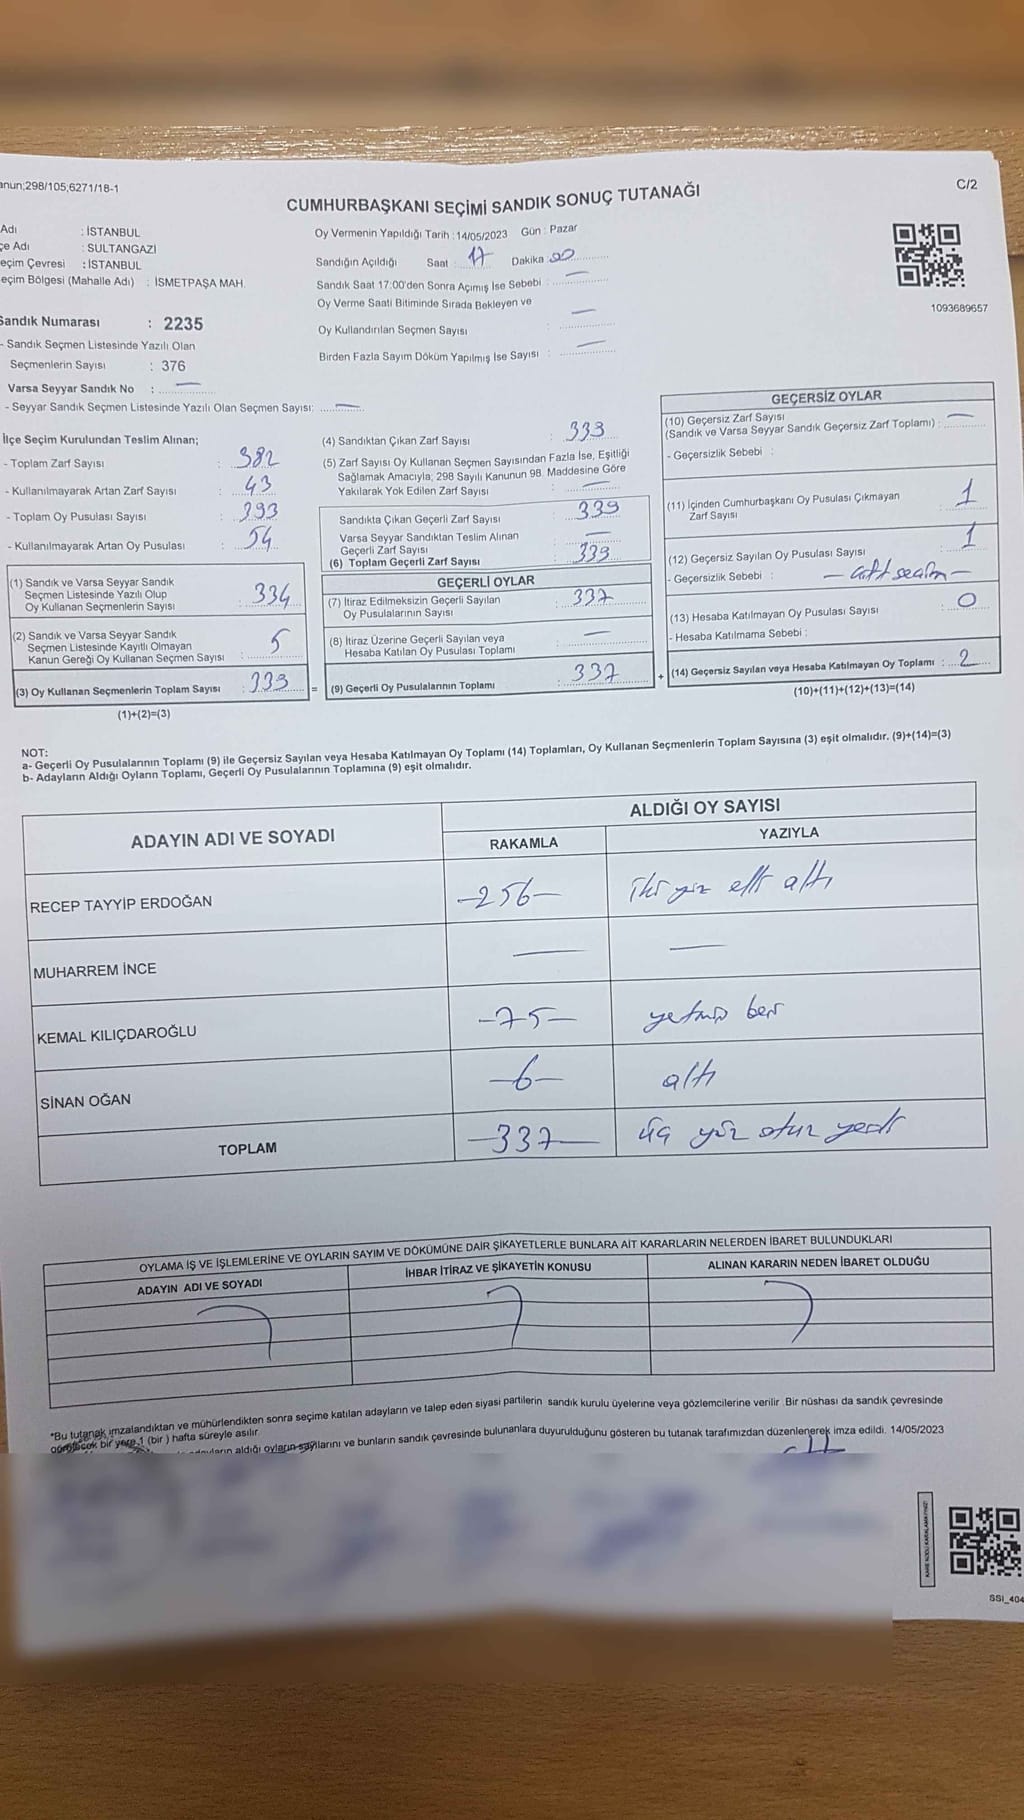 anun;298/105;6271/18-1
C/2
CUMHURBAŞKANI SEÇİMİ SANDIK SONUÇ TUTANAĞI
Adı : İSTANBUL
çe Adı : SULTANGAZİ
eçim Çevresi : İSTANBUL
eçim Bölgesi (Mahalle Adı) : İSMETPAŞA MAH.
Sandık Numarası : 2235
- Sandık Seçmen Listesinde Yazılı Olan
Seçmenlerin Sayısı : 376
Varsa Seyyar Sandık No : —
- Seyyar Sandık Seçmen Listesinde Yazılı Olan Seçmen Sayısı: —
Oy Vermenin Yapıldığı Tarih : 14/05/2023 Gün : Pazar
Sandığın Açıldığı Saat : 17 Dakika : 00
Sandık Saat 17:00'den Sonra Açımış İse Sebebi : —
Oy Verme Saati Bitiminde Sırada Bekleyen ve —
Oy Kullandırılan Seçmen Sayısı :
Birden Fazla Sayım Döküm Yapılmış İse Sayısı : —
1093689657
İlçe Seçim Kurulundan Teslim Alınan;
- Toplam Zarf Sayısı : 382
- Kullanılmayarak Artan Zarf Sayısı : 43
- Toplam Oy Pusulası Sayısı : 393
- Kullanılmayarak Artan Oy Pusulası : 54
(1) Sandık ve Varsa Seyyar Sandık
Seçmen Listesinde Yazılı Olup
Oy Kullanan Seçmenlerin Sayısı : 334
(2) Sandık ve Varsa Seyyar Sandık
Seçmen Listesinde Kayıtlı Olmayan
Kanun Gereği Oy Kullanan Seçmen Sayısı : 5
(3) Oy Kullanan Seçmenlerin Toplam Sayısı : 339 =
(1)+(2)=(3)
(4) Sandıktan Çıkan Zarf Sayısı : 339
(5) Zarf Sayısı Oy Kullanan Seçmen Sayısından Fazla İse, Eşitliği
Sağlamak Amacıyla; 298 Sayılı Kanunun 98. Maddesine Göre
Yakılarak Yok Edilen Zarf Sayısı : —
Sandıkta Çıkan Geçerli Zarf Sayısı : 339
Varsa Seyyar Sandıktan Teslim Alınan
Geçerli Zarf Sayısı : —
(6) Toplam Geçerli Zarf Sayısı : 339
GEÇERLİ OYLAR
(7) İtiraz Edilmeksizin Geçerli Sayılan
Oy Pusulalarının Sayısı : 337
(8) İtiraz Üzerine Geçerli Sayılan veya
Hesaba Katılan Oy Pusulası Toplamı : —
(9) Geçerli Oy Pusulalarının Toplamı : 337 +
GEÇERSİZ OYLAR
(10) Geçersiz Zarf Sayısı
(Sandık ve Varsa Seyyar Sandık Geçersiz Zarf Toplamı) : —
- Geçersizlik Sebebi :
(11) İçinden Cumhurbaşkanı Oy Pusulası Çıkmayan
Zarf Sayısı : 1
(12) Geçersiz Sayılan Oy Pusulası Sayısı : 1
- Geçersizlik Sebebi :
(13) Hesaba Katılmayan Oy Pusulası Sayısı : 0
- Hesaba Katılmama Sebebi :
(14) Geçersiz Sayılan veya Hesaba Katılmayan Oy Toplamı : 2
(10)+(11)+(12)+(13)=(14)
NOT:
a- Geçerli Oy Pusulalarının Toplamı (9) ile Geçersiz Sayılan veya Hesaba Katılmayan Oy Toplamı (14) Toplamları, Oy Kullanan Seçmenlerin Toplam Sayısına (3) eşit olmalıdır. (9)+(14)=(3)
b- Adayların Aldığı Oyların Toplamı, Geçerli Oy Pusulalarının Toplamına (9) eşit olmalıdır.
ADAYIN ADI VE SOYADI
ALDIĞI OY SAYISI
RAKAMLA YAZIYLA
RECEP TAYYİP ERDOĞAN -256- iki yüz elli altı
MUHARREM İNCE — —
KEMAL KILIÇDAROĞLU -75- yetmiş beş
SİNAN OĞAN -6- altı
TOPLAM -337- üç yüz otuz yedi
OYLAMA İŞ VE İŞLEMLERİNE VE OYLARIN SAYIM VE DÖKÜMÜNE DAİR ŞİKAYETLERLE BUNLARA AİT KARARLARIN NELERDEN İBARET BULUNDUKLARI
ADAYIN ADI VE SOYADI İHBAR İTİRAZ VE ŞİKAYETİN KONUSU ALINAN KARARIN NEDEN İBARET OLDUĞU
*Bu tutanak imzalandıktan ve mühürlendikten sonra seçime katılan adayların ve talep eden siyasi partilerin sandık kurulu üyelerine veya gözlemcilerine verilir. Bir nüshası da sandık çevresinde
görülecek bir yere 1 (bir ) hafta süreyle asılır.
aldığı oyların sayılarını ve bunların sandık çevresinde bulunanlara duyurulduğunu gösteren bu tutanak tarafımızdan düzenlenerek imza edildi. 14/05/2023
SSİ_404